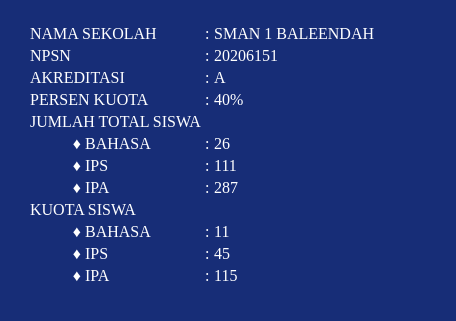 NAMA SEKOLAH : SMAN 1 BALEENDAH
NPSN : 20206151
AKREDITASI : A
PERSEN KUOTA : 40%
JUMLAH TOTAL SISWA
♦ BAHASA : 26
♦ IPS : 111
♦ IPA : 287
KUOTA SISWA
♦ BAHASA : 11
♦ IPS : 45
♦ IPA : 115